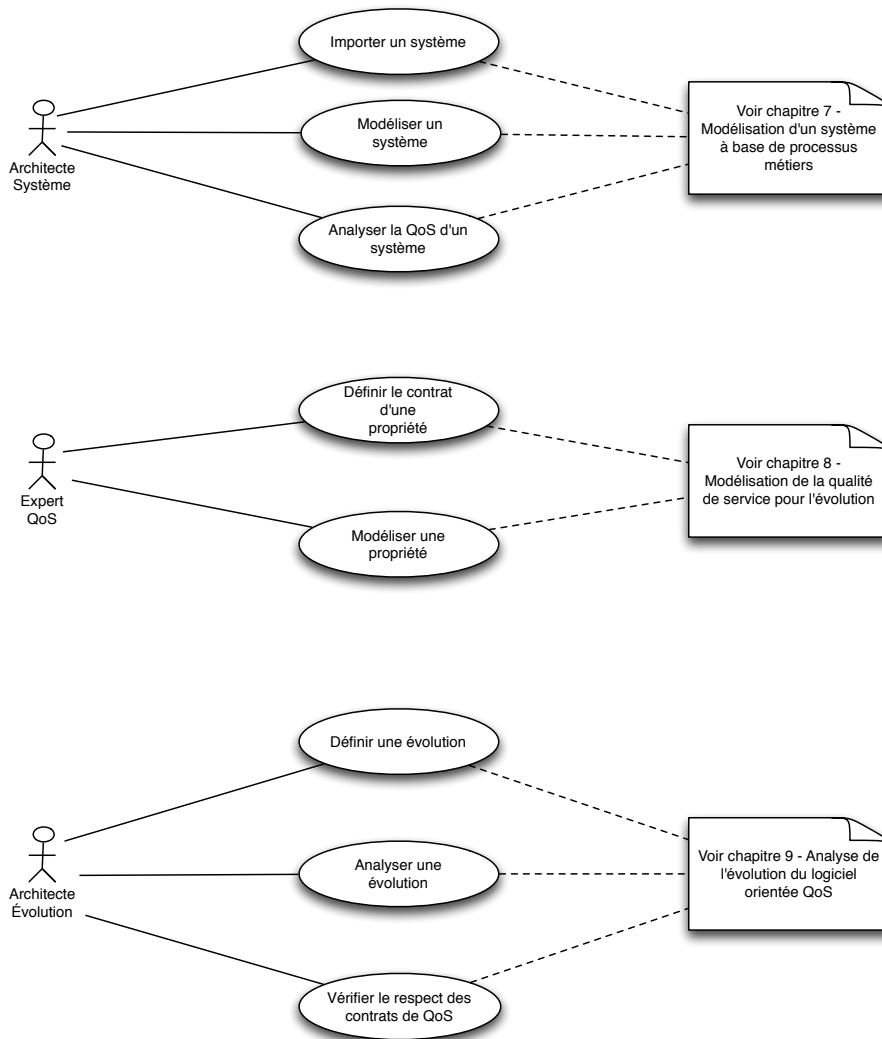 Importer un système
Modéliser un
système
Analyser la QoS d'un
système
Architecte
Système
Voir chapitre 7 -
Modélisation d'un système
à base de processus
métiers
Définir le contrat
d'une
propriété
Modéliser une
propriété
Expert
QoS
Voir chapitre 8 -
Modélisation de la qualité
de service pour l'évolution
Définir une évolution
Analyser une
évolution
Vérifier le respect des
contrats de QoS
Architecte
Évolution
Voir chapitre 9 - Analyse de
l'évolution du logiciel
orientée QoS